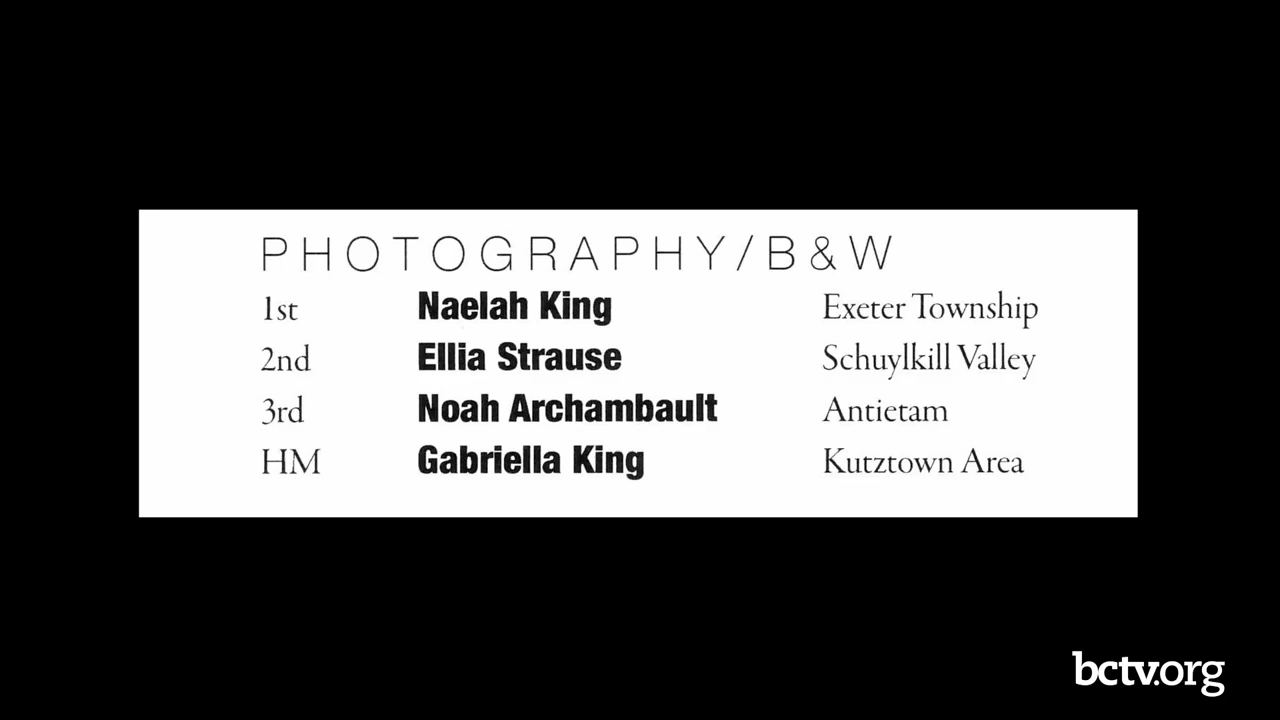 PHOTOGRAPHY/B&W
1st Naelah King Exeter Township
2nd Ellia Strause Schuylkill Valley
3rd Noah Archambault Antietam
HM Gabriella King Kutztown Area
bctv.org